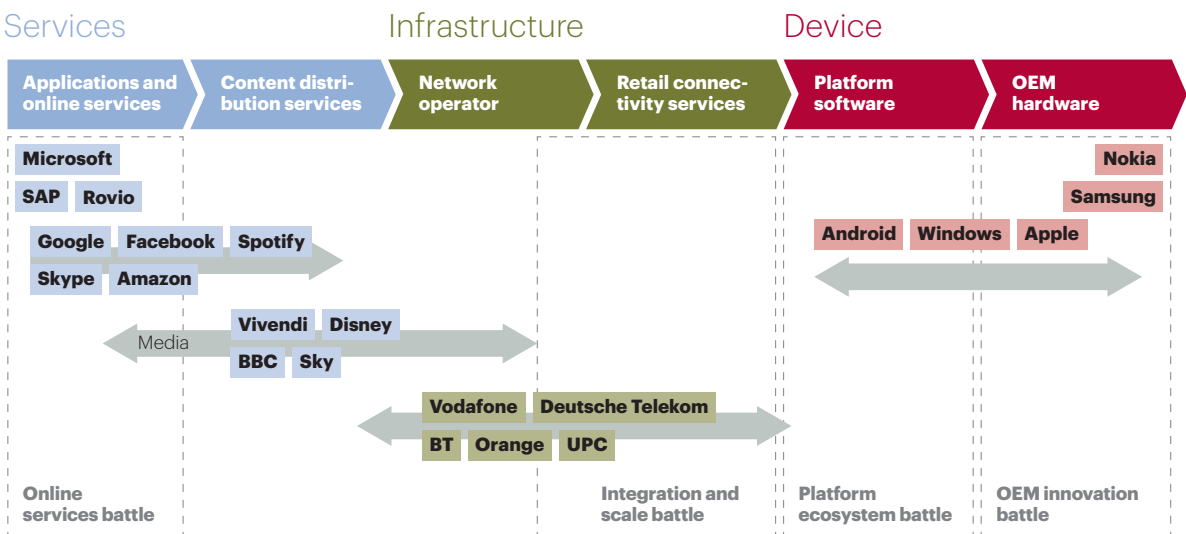 Services
Infrastructure
Device
Applications and
online services
Content distri-
bution services
Network
operator
Retail connec-
tivity services
Platform
software
OEM
hardware
Microsoft
SAP
Rovio
Google
Facebook
Spotify
Skype
Amazon
Media
Vivendi
Disney
BBC
Sky
Vodafone
Deutsche Telekom
BT
Orange
UPC
Nokia
Samsung
Android
Windows
Apple
Online
services battle
Integration and
scale battle
Platform
ecosystem battle
OEM innovation
battle